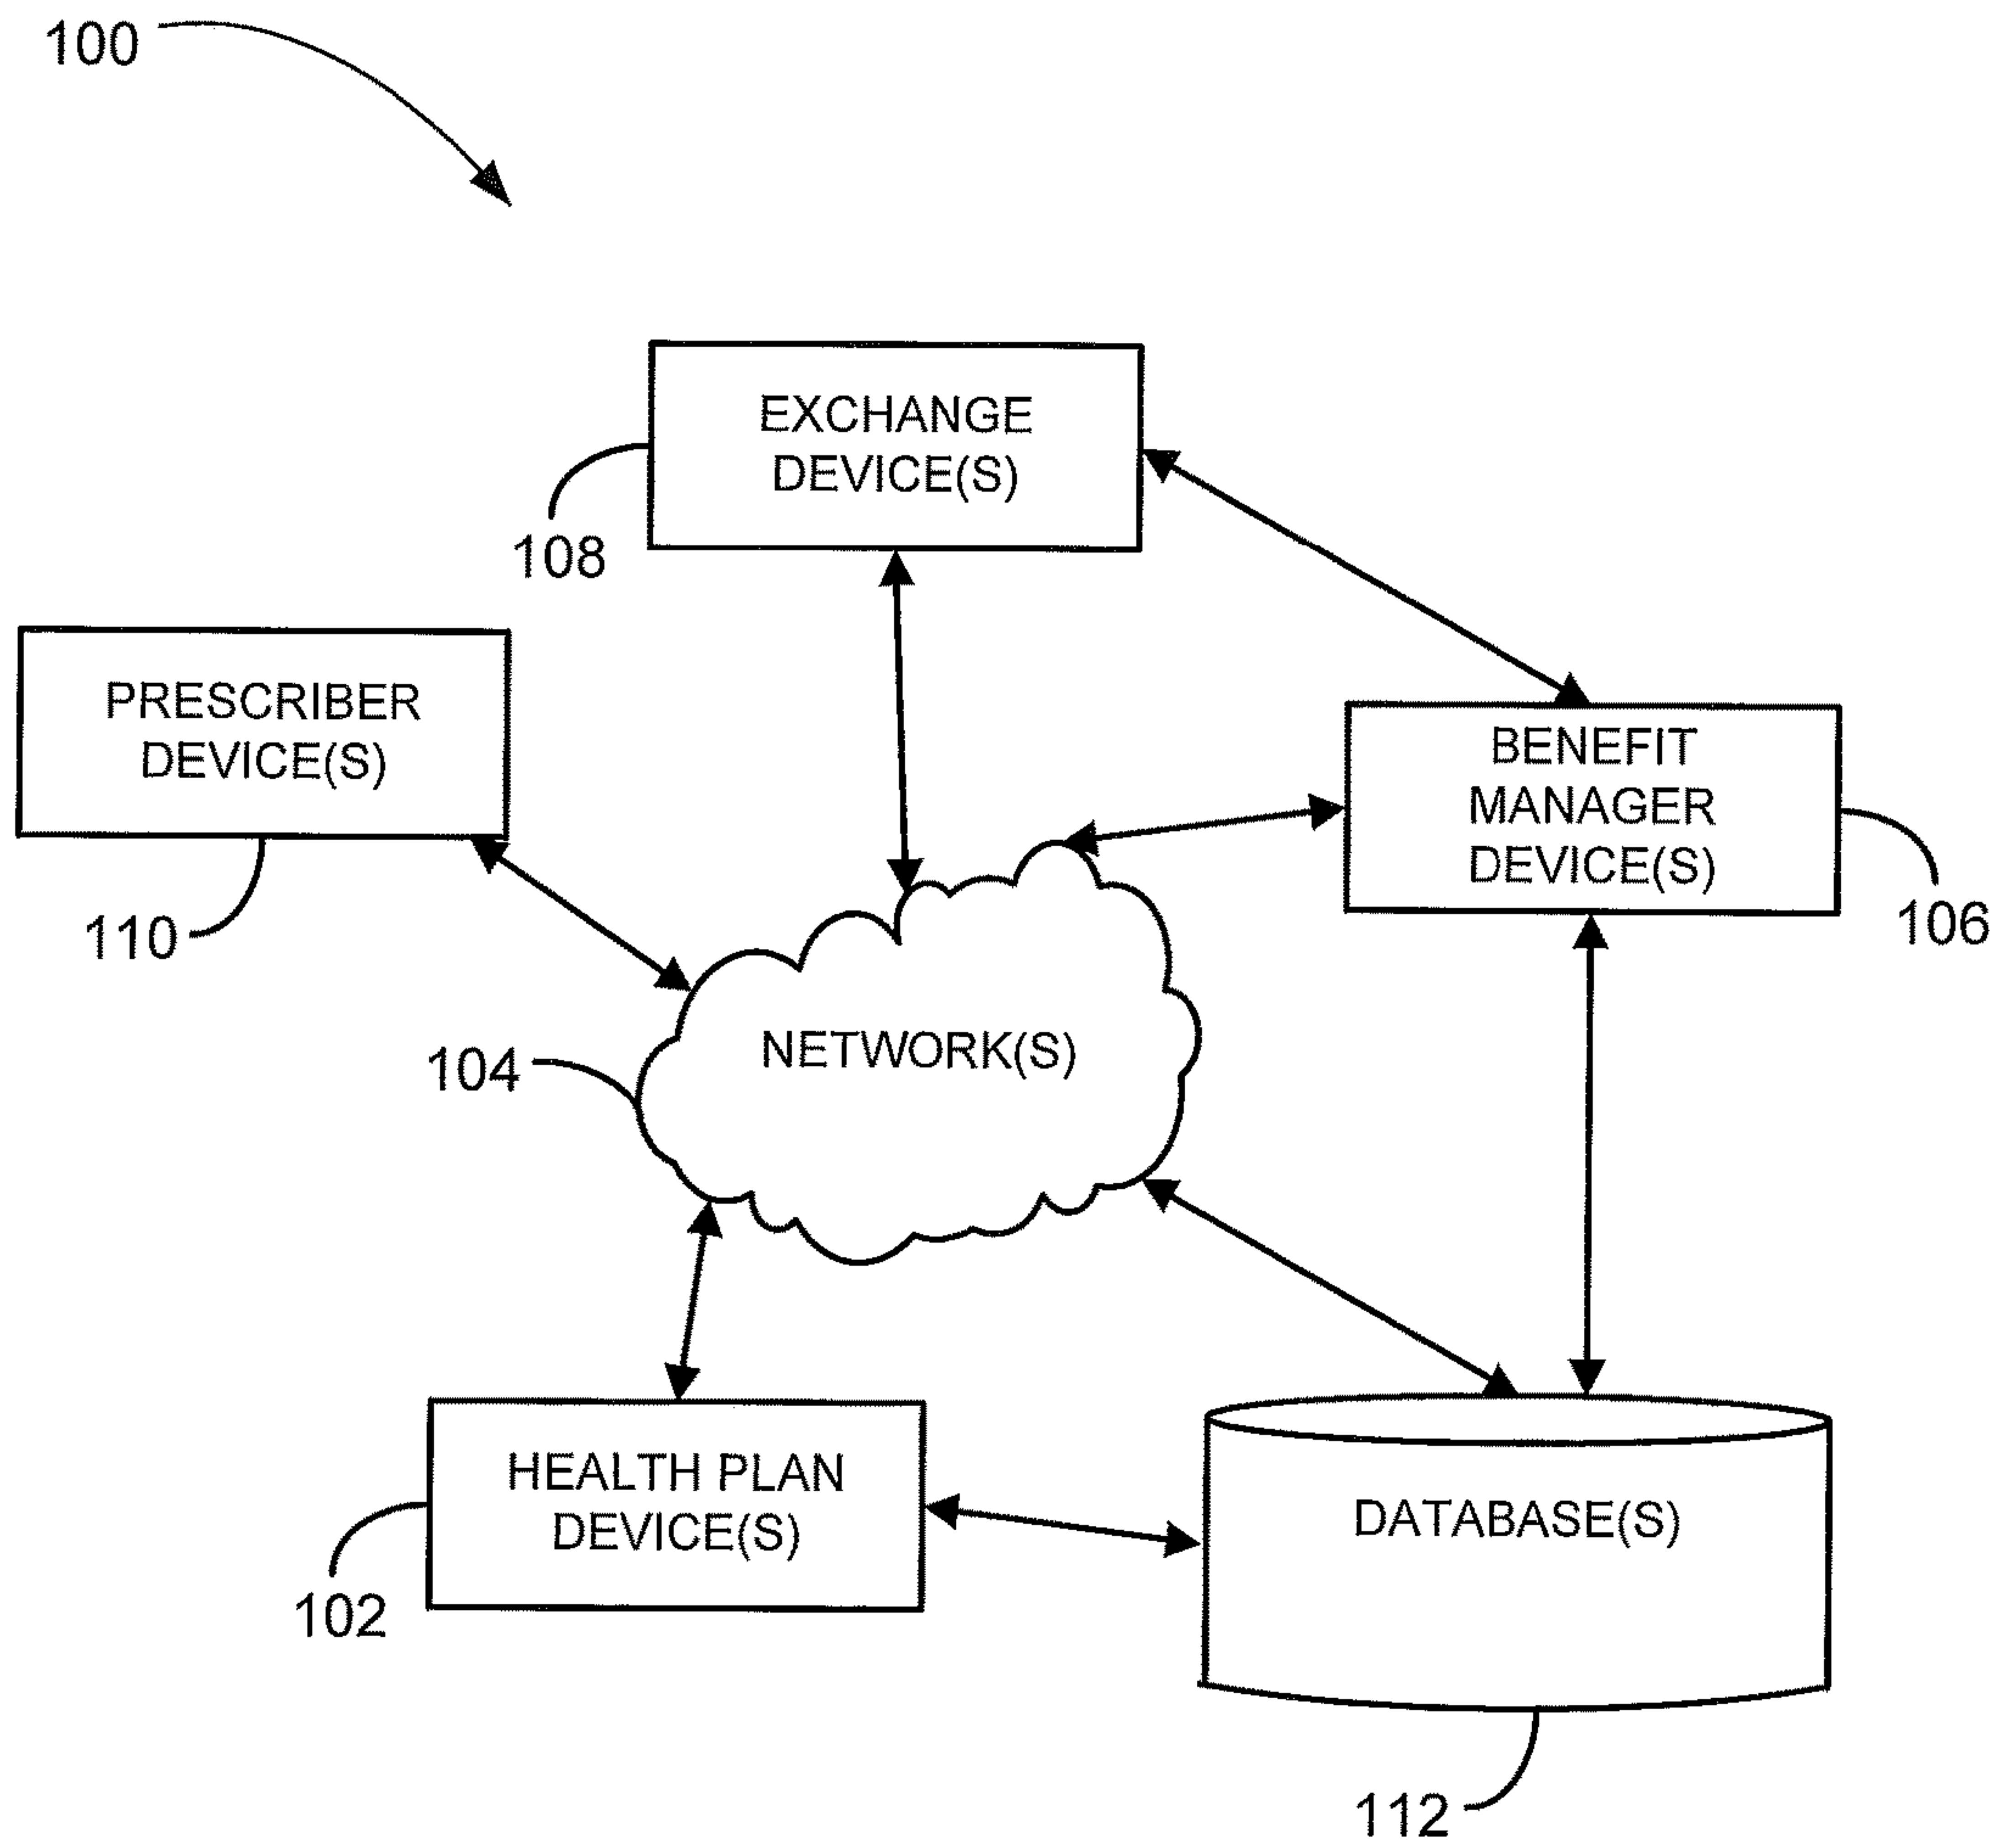 100
EXCHANGE
DEVICE(S)
108
PRESCRIBER
DEVICE(S)
110
BENEFIT
MANAGER
DEVICE(S)
106
NETWORK(S)
104
HEALTH PLAN
DEVICE(S)
102
DATABASE(S)
112